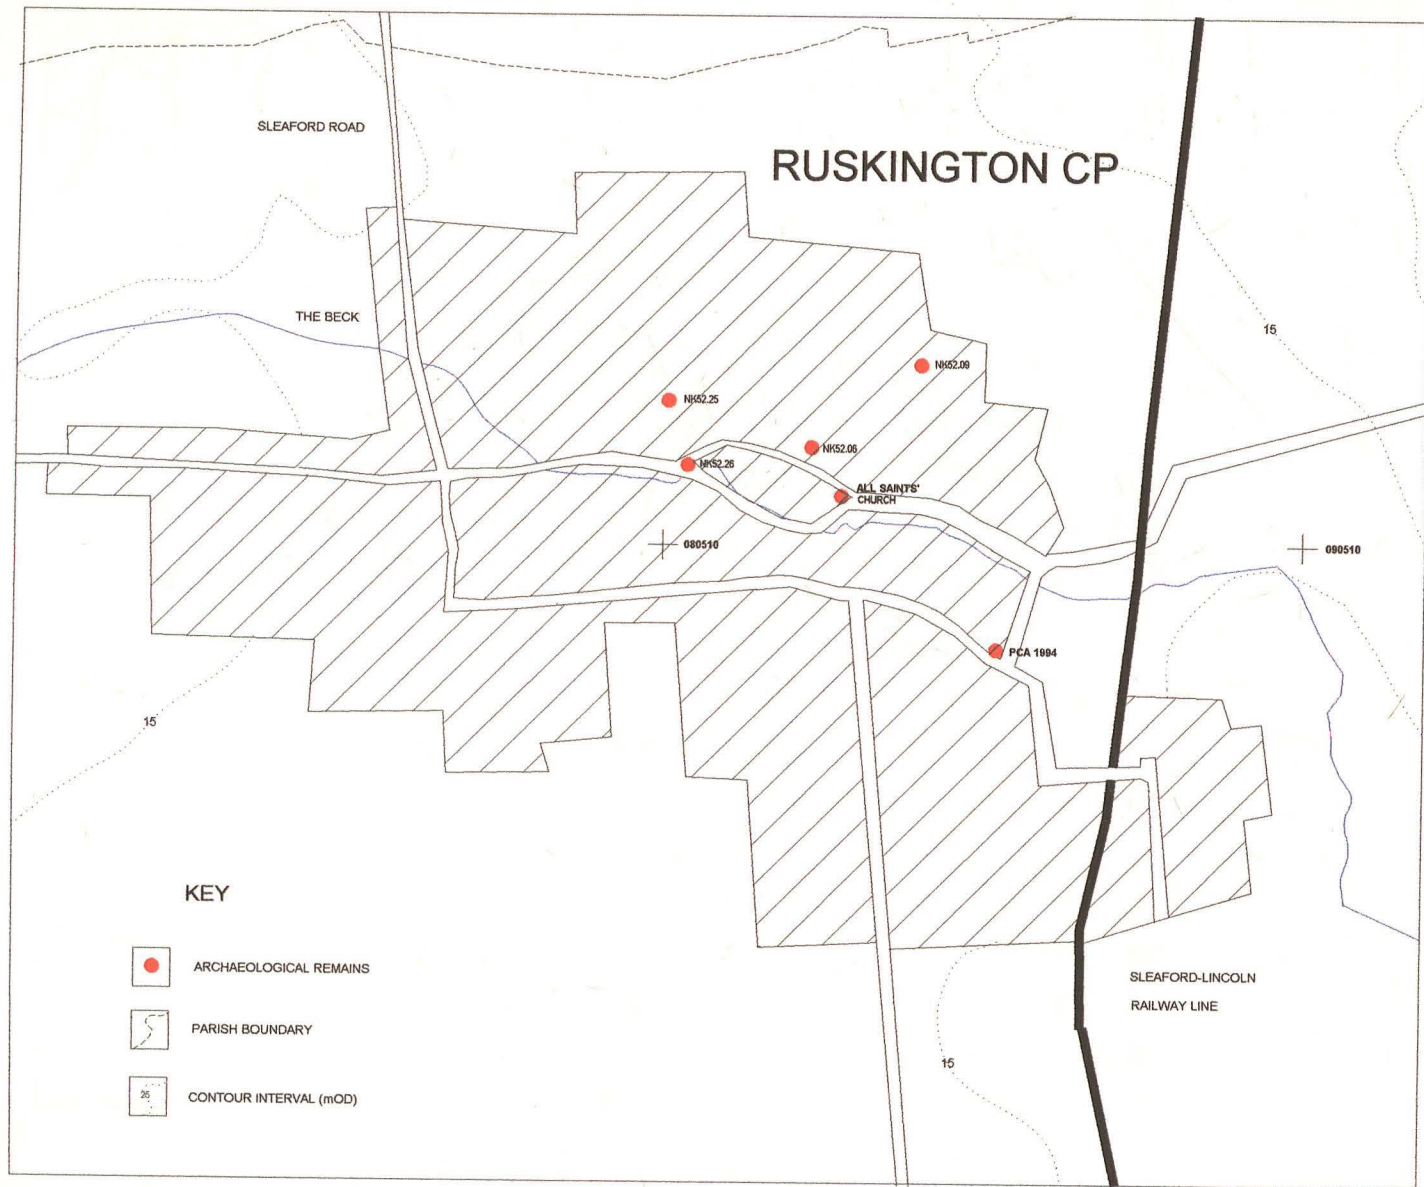 SLEAFORD ROAD
RUSKINGTON CP
THE BECK
15
NK52.09
NK52.25
NK52.06
NK52.26
ALL SAINTS'
CHURCH
080510
090510
PCA 1994
15
KEY
ARCHAEOLOGICAL REMAINS
SLEAFORD-LINCOLN
RAILWAY LINE
PARISH BOUNDARY
15
25
CONTOUR INTERVAL (mOD)